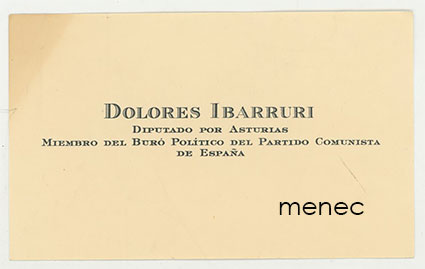 DOLORES IBARRURI
DIPUTADO POR ASTURIAS
MIEMBRO DEL BURÓ POLÍTICO DEL PARTIDO COMUNISTA
DE ESPAÑA
menec